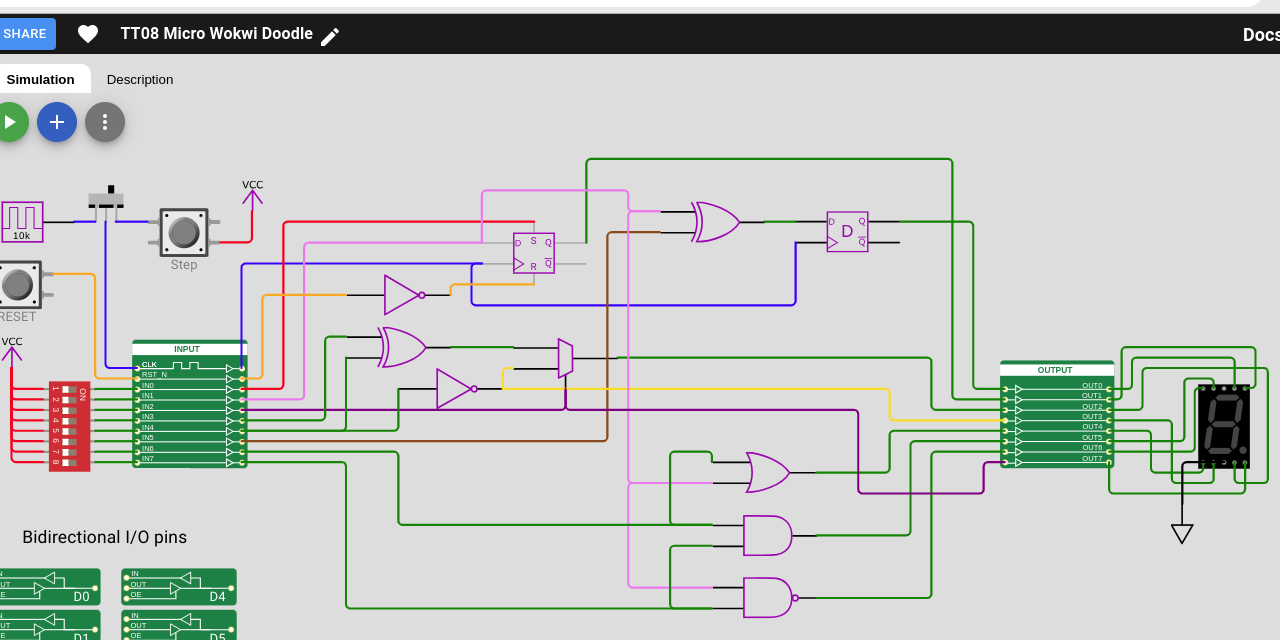 SHARE
TT08 Micro Wokwi Doodle
Docs
Simulation
Description
VCC
10k
Step
RESET
VCC
INPUT
CLK
RST_N
IN0
IN1
IN2
IN3
IN4
IN5
IN6
IN7
ON
1
2
3
4
5
6
7
8
D
S
Q
R
Q
D
Q
D
Q
OUTPUT
OUT0
OUT1
OUT2
OUT3
OUT4
OUT5
OUT6
OUT7
Bidirectional I/O pins
IN
OUT
OE
D0
IN
OUT
OE
D4
IN
OUT
OE
D1
IN
OUT
OE
D5